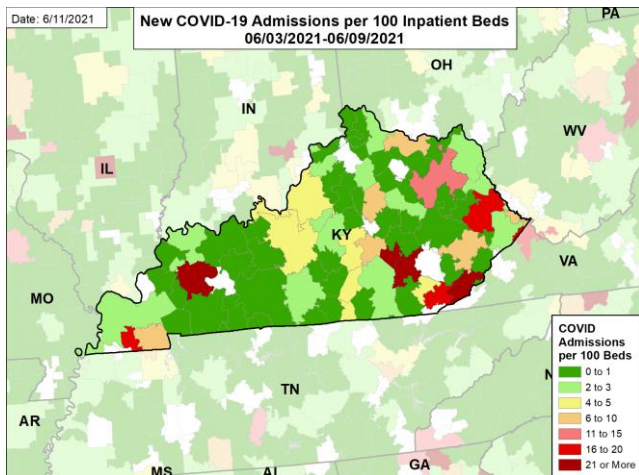 Date: 6/11/2021
New COVID-19 Admissions per 100 Inpatient Beds
06/03/2021-06/09/2021
PA
OH
IN
WV
IL
KY
VA
MO
TN
AR
MS
AL
GA
N
COVID
Admissions
per 100 Beds
0 to 1
2 to 3
4 to 5
6 to 10
11 to 15
16 to 20
21 or More